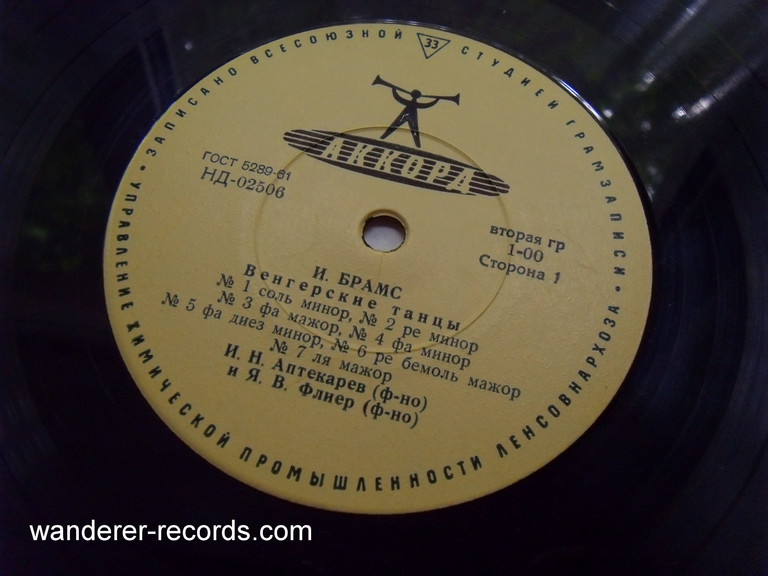 • ЗАПИСАНО ВСЕСОЮЗНОЙ 33 СТУДИЕЙ ГРАМЗАПИСИ •
АККОРД
ГОСТ 5289-61
НД-02506
вторая гр
1-00
Сторона 1
И. БРАМС
Венгерские танцы
№ 1 соль минор, № 2 ре минор
№ 3 фа мажор, № 4 фа минор
№ 5 фа диез минор, № 6 ре бемоль мажор
№ 7 ля мажор
И. Н. Аптекарев (ф-но)
и Я. В. Флиер (ф-но)
УПРАВЛЕНИЕ ХИМИЧЕСКОЙ ПРОМЫШЛЕННОСТИ ЛЕНСОВНАРХОЗА
wanderer-records.com